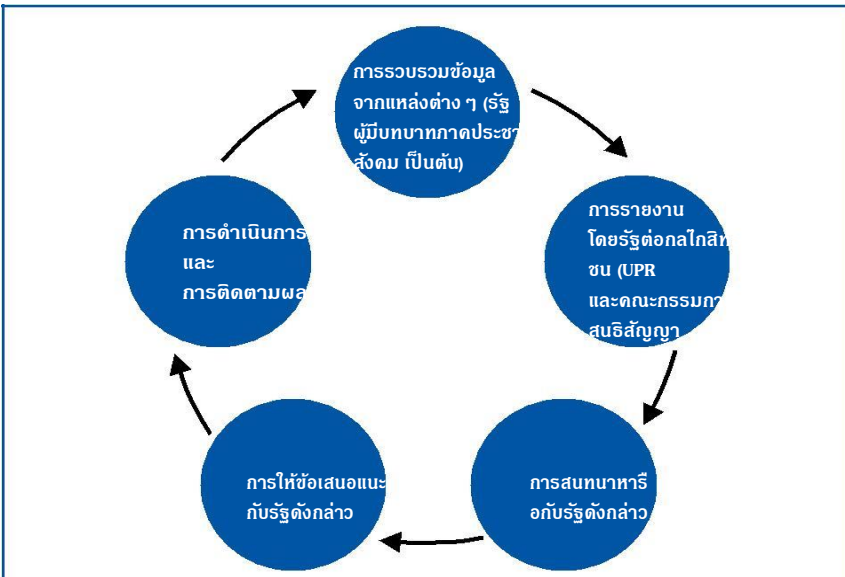 การรวบรวมข้อมูล
จากแหล่งต่าง ๆ (รัฐ
ผู้มีบทบาทภาคประชา
สังคม เป็นต้น)
การรายงาน
โดยรัฐต่อกลไกสิท
ชน (UPR
และคณะกรรมกา
สนธิสัญญา
การสนทนาหารื
อกับรัฐดังกล่าว
การให้ข้อเสนอแนะ
กับรัฐดังกล่าว
การดำเนินการ
และ
การติดตามผล